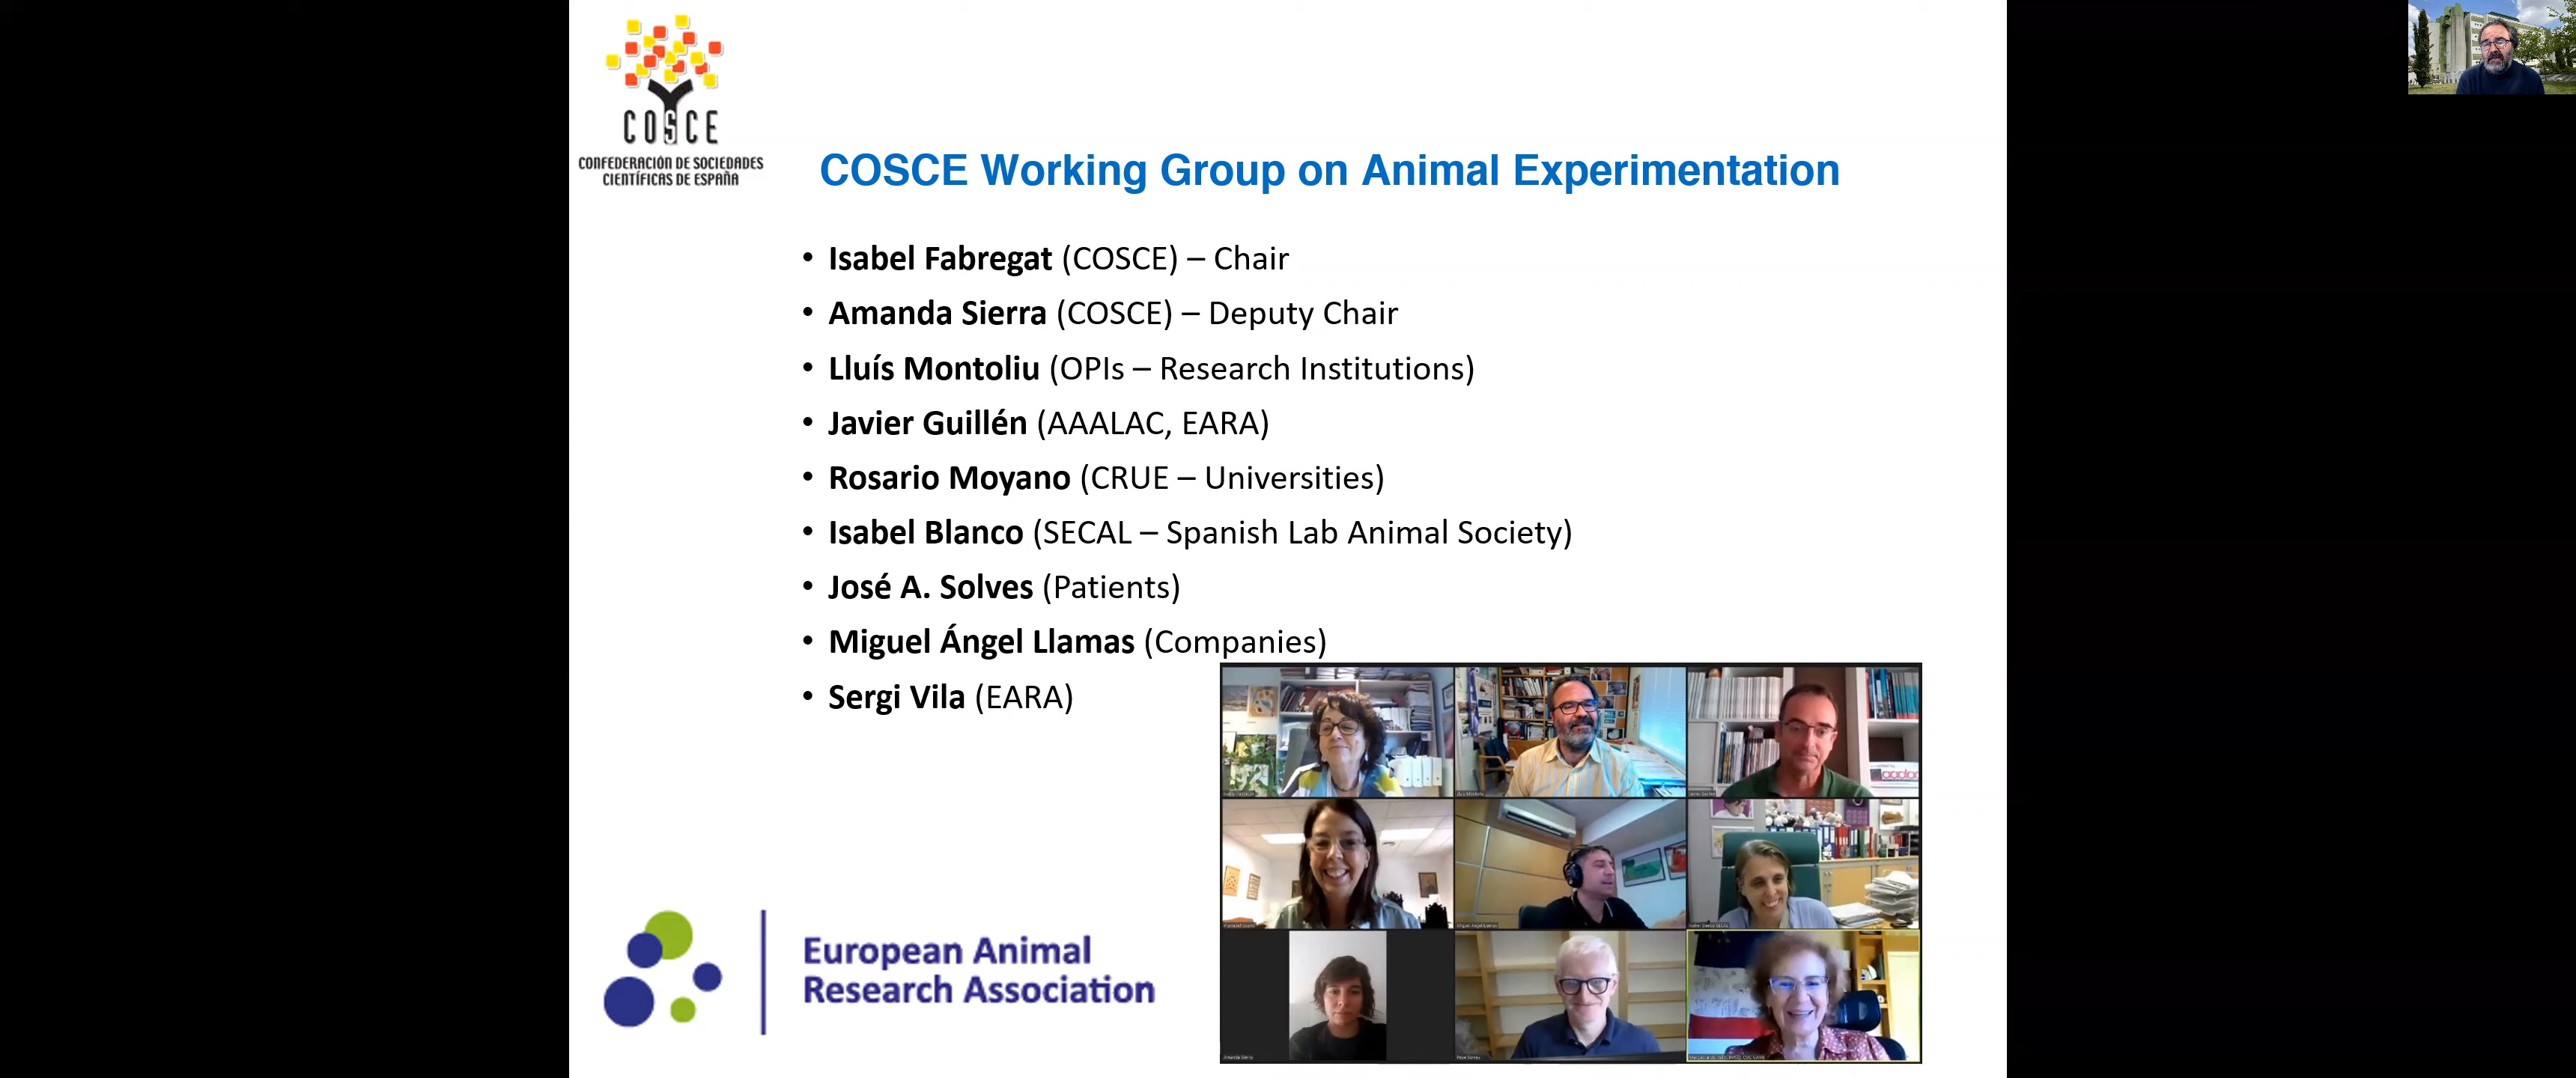 COSCE
CONFEDERACIÓN DE SOCIEDADES
CIENTÍFICAS DE ESPAÑA
COSCE Working Group on Animal Experimentation
• Isabel Fabregat (COSCE) – Chair
• Amanda Sierra (COSCE) – Deputy Chair
• Lluís Montoliu (OPIs – Research Institutions)
• Javier Guillén (AAALAC, EARA)
• Rosario Moyano (CRUE – Universities)
• Isabel Blanco (SECAL – Spanish Lab Animal Society)
• José A. Solves (Patients)
• Miguel Ángel Llamas (Companies)
• Sergi Vila (EARA)
European Animal
Research Association